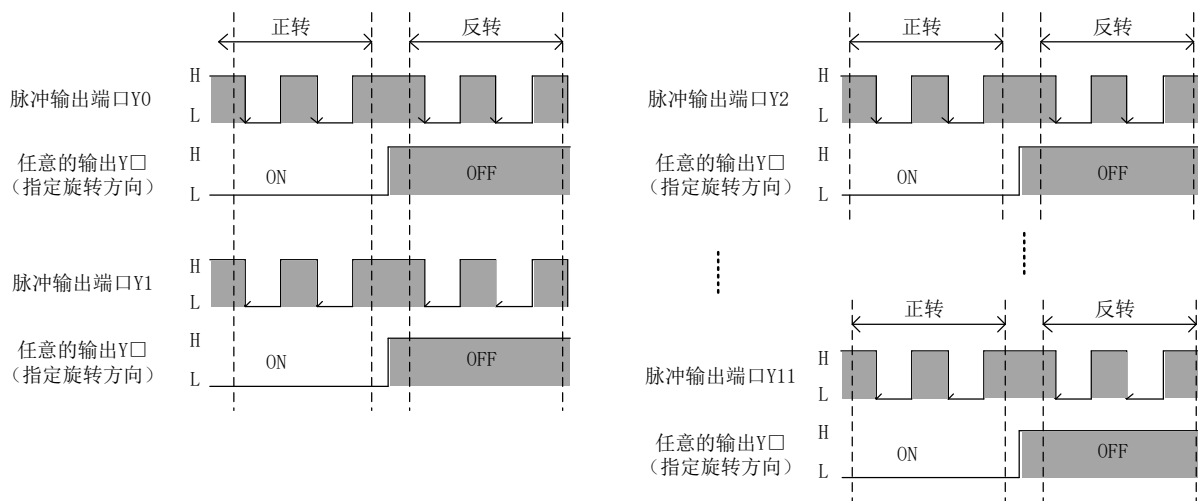 正转
反转
脉冲输出端口Y0
H
L
任意的输出Y□
（指定旋转方向）
H
L
ON
OFF
脉冲输出端口Y1
H
L
任意的输出Y□
（指定旋转方向）
H
L
ON
OFF
正转
反转
脉冲输出端口Y2
H
L
任意的输出Y□
（指定旋转方向）
H
L
ON
OFF
正转
反转
脉冲输出端口Y11
H
L
任意的输出Y□
（指定旋转方向）
H
L
ON
OFF